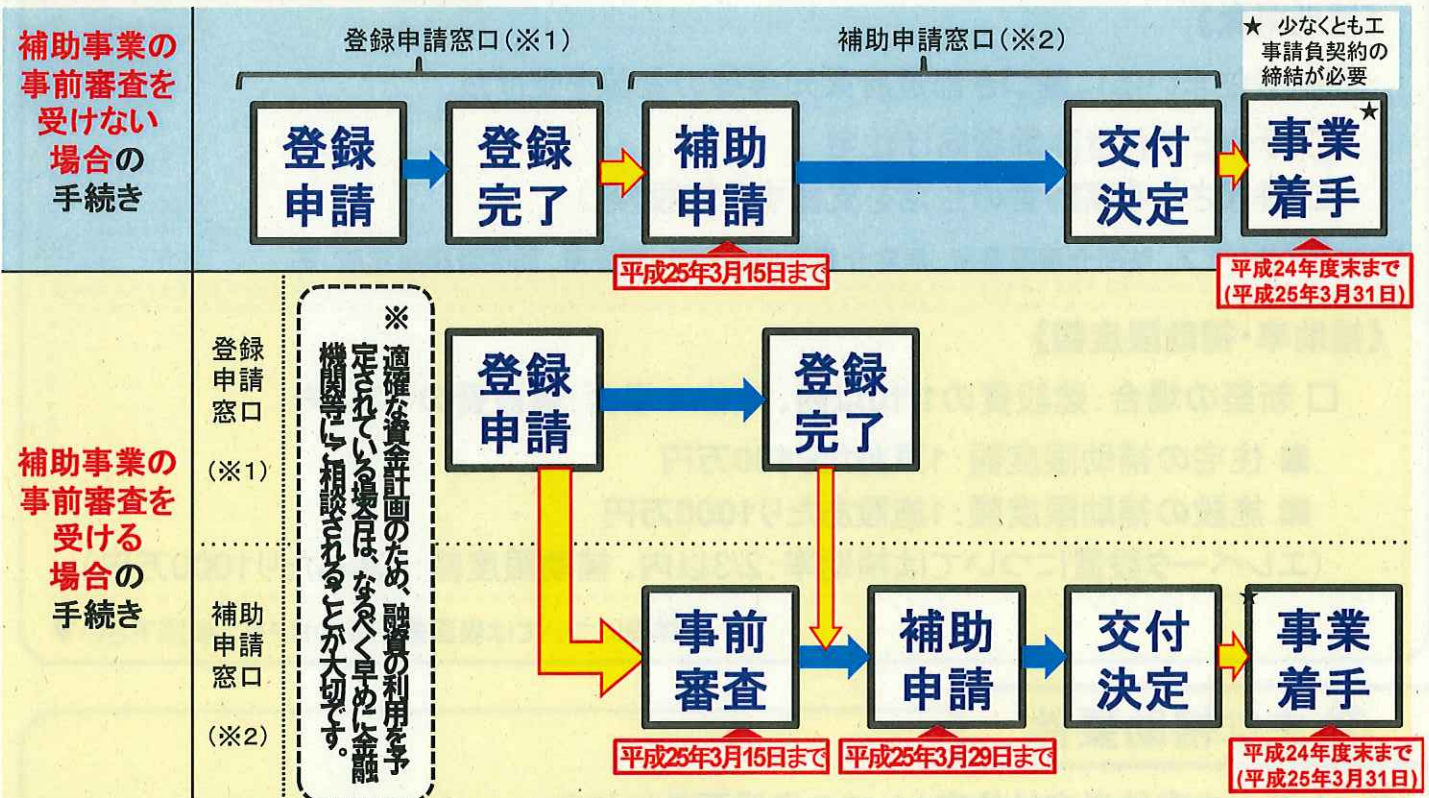 補助事業の
事前審査を
受けない
場合の
手続き
登録申請窓口(※1)
補助申請窓口(※2)
★ 少なくとも工
事請負契約の
締結が必要
登録
申請
登録
完了
補助
申請
交付
決定
事業★
着手
平成25年3月15日まで
平成24年度末まで
(平成25年3月31日)
補助事業の
事前審査を
受ける
場合の
手続き
登録
申請
窓口
(※1)
補助
申請
窓口
(※2)
※
適確な資金計画のため、融資の利用を予
定されている場合は、なるべく早めに金融
機関等にご相談されることが大切です。
登録
申請
登録
完了
事前
審査
補助
申請
交付
決定
★事業
着手
平成25年3月15日まで
平成25年3月29日まで
平成24年度末まで
(平成25年3月31日)